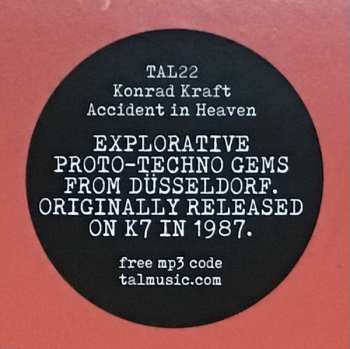 TAL22
Konrad Kraft
Accident in Heaven
EXPLORATIVE
PROTO-TECHNO GEMS
FROM DÜSSELDORF.
ORIGINALLY RELEASED
ON K7 IN 1987.
free mp3 code
talmusic.com